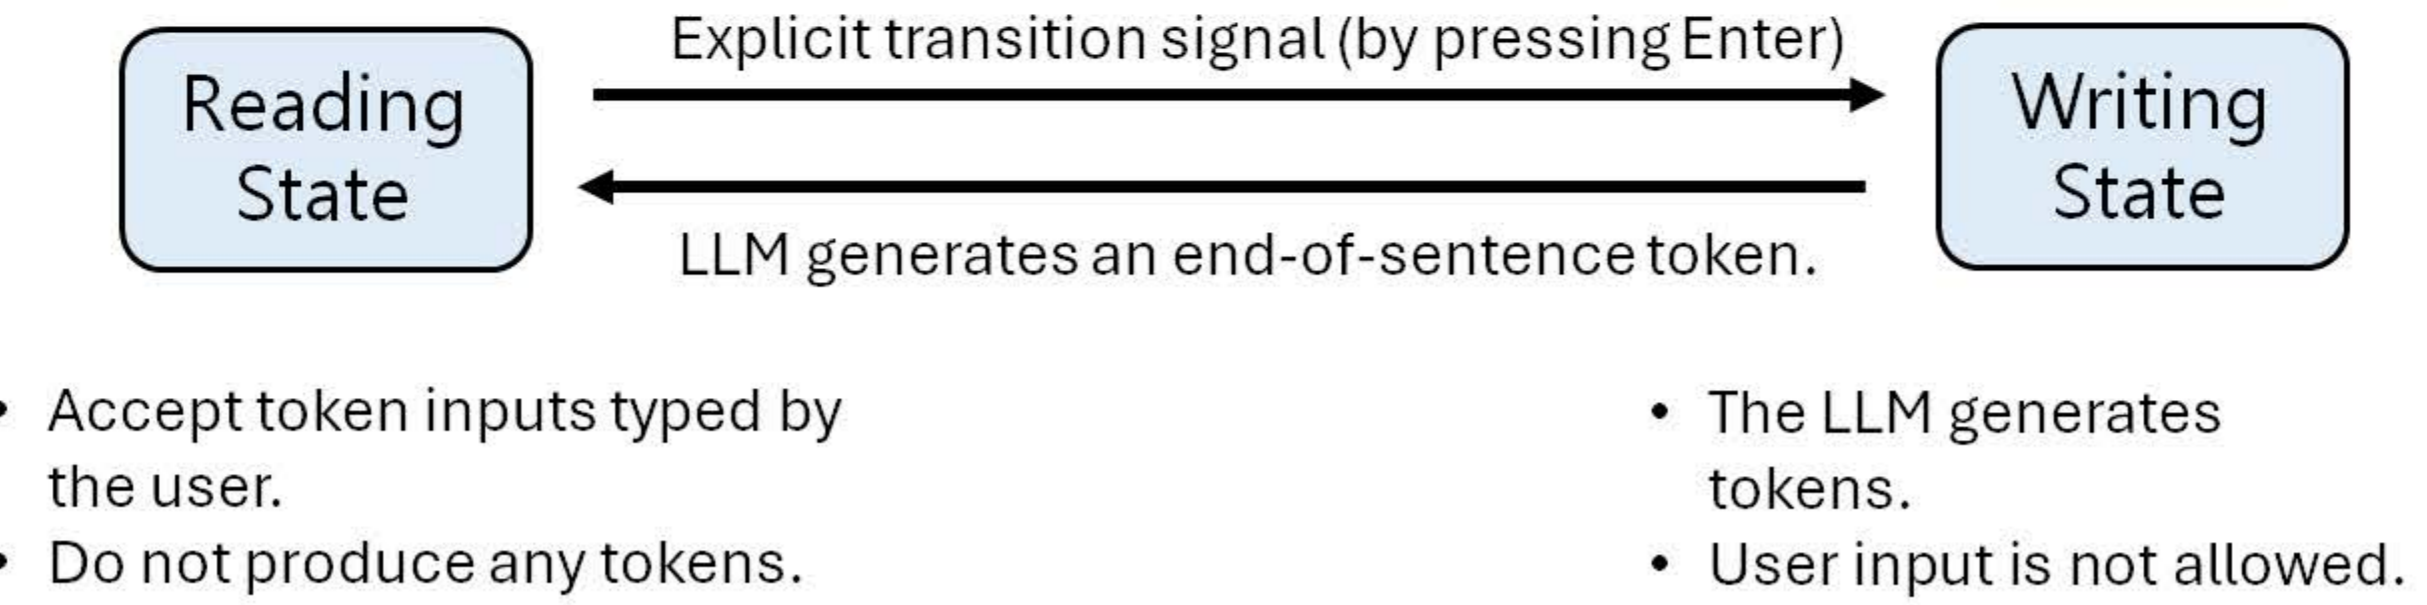 Reading
State
Explicit transition signal (by pressing Enter)
LLM generates an end-of-sentence token.
Writing
State
• Accept token inputs typed by
the user.
• Do not produce any tokens.
• The LLM generates
tokens.
• User input is not allowed.